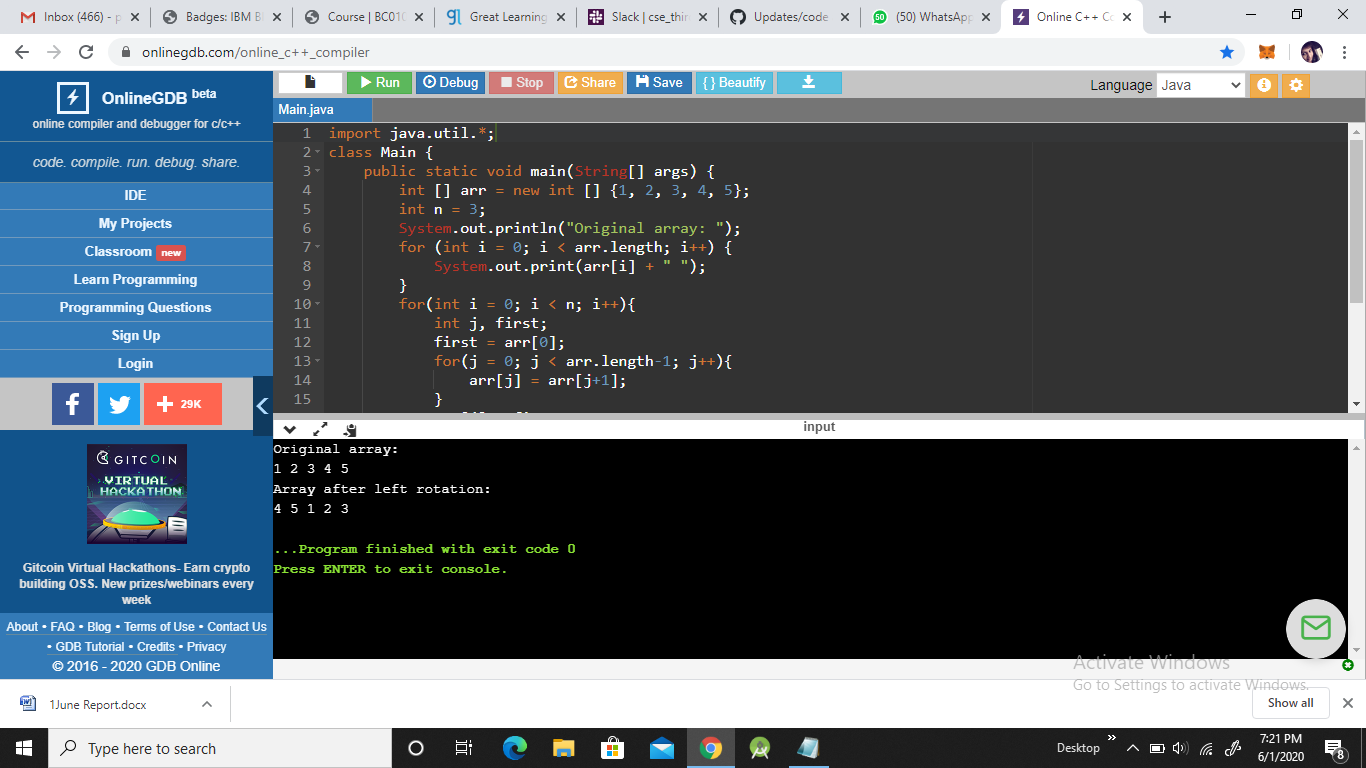 Inbox (466) - p
Badges: IBM B
Course | BC010
Great Learning
Slack | cse_thir
Updates/code
(50) WhatsApp
Online C++ Co
onlinegdb.com/online_c++_compiler
OnlineGDB beta
online compiler and debugger for c/c++
code. compile. run. debug. share.
IDE
My Projects
Classroom new
Learn Programming
Programming Questions
Sign Up
Login
f
29K
GITCOIN
VIRTUAL
HACKATHON
Gitcoin Virtual Hackathons- Earn crypto
building OSS. New prizes/webinars every
week
About • FAQ • Blog • Terms of Use • Contact Us
• GDB Tutorial • Credits • Privacy
© 2016 - 2020 GDB Online
Run Debug Stop Share Save {} Beautify
Language Java
Main.java
1 import java.util.*;
2 class Main {
3 public static void main(String[] args) {
4 int [] arr = new int [] {1, 2, 3, 4, 5};
5 int n = 3;
6 System.out.println("Original array: ");
7 for (int i = 0; i < arr.length; i++) {
8 System.out.print(arr[i] + " ");
9 }
10 for(int i = 0; i < n; i++){
11 int j, first;
12 first = arr[0];
13 for(j = 0; j < arr.length-1; j++){
14 arr[j] = arr[j+1];
15 }
input
Original array:
1 2 3 4 5
Array after left rotation:
4 5 1 2 3
...Program finished with exit code 0
Press ENTER to exit console.
Activate Windows
Go to Settings to activate Windows.
1June Report.docx
Show all
Type here to search
Desktop
7:21 PM
6/1/2020
8